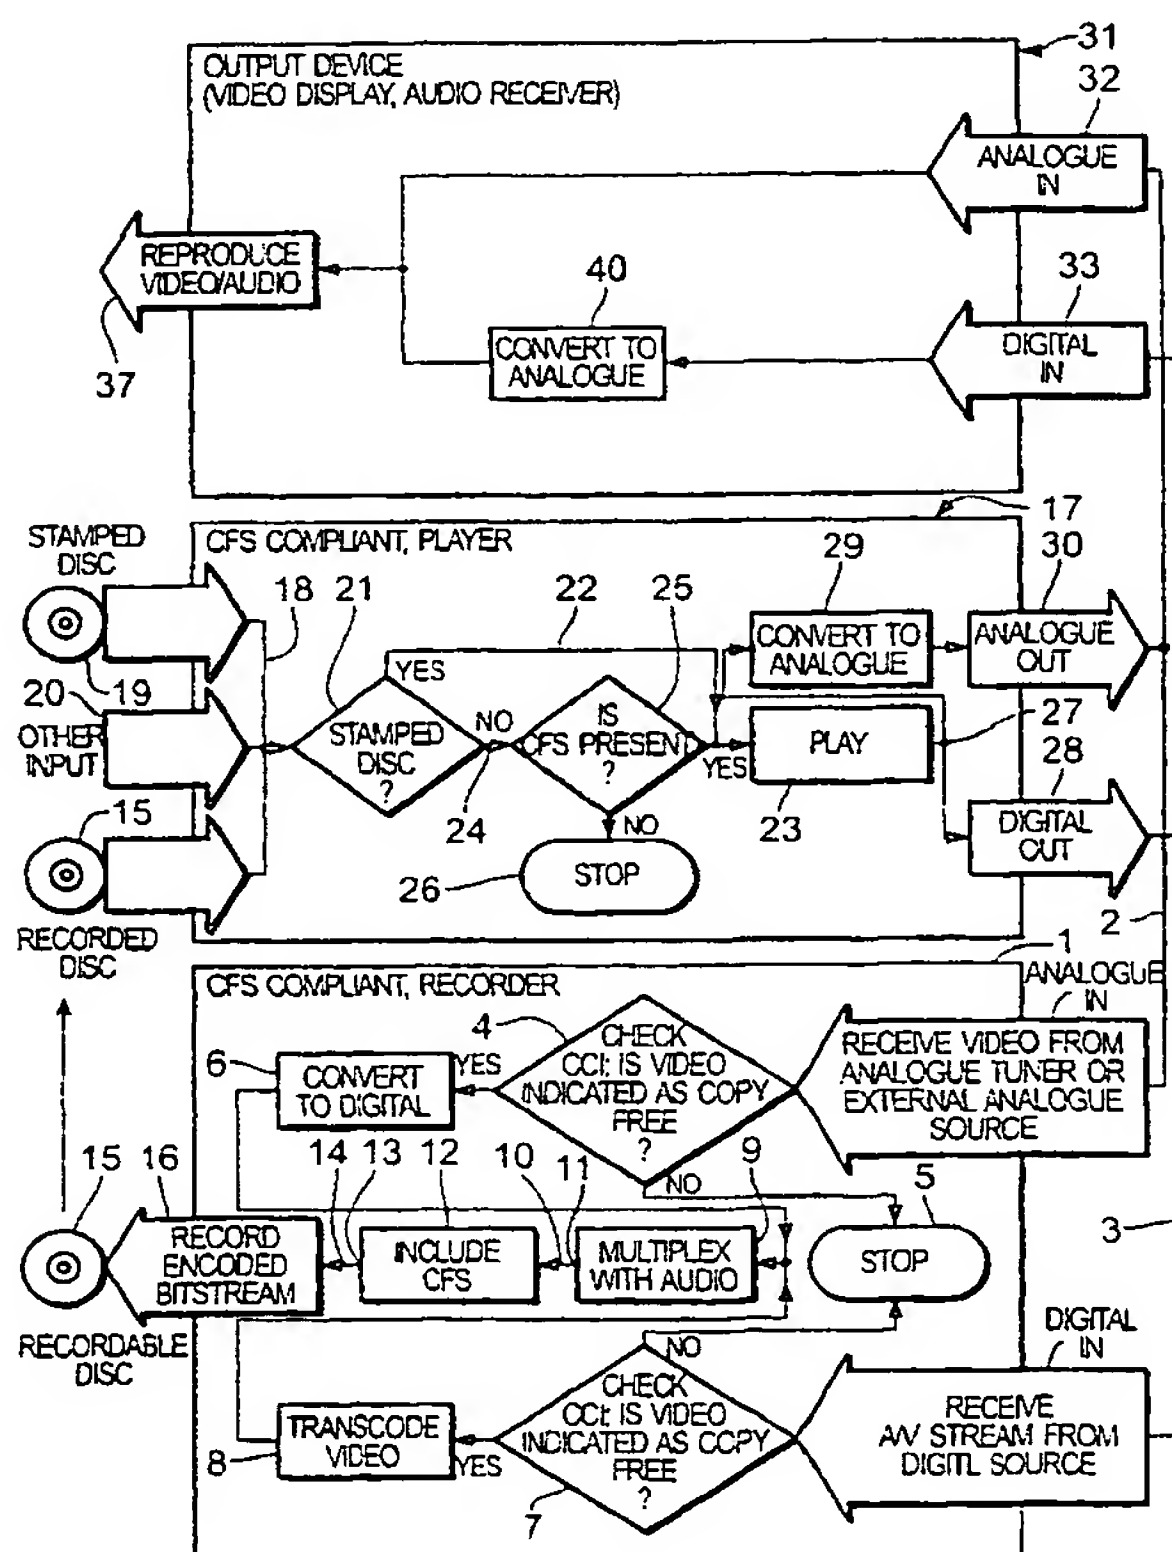 31
OUTPUT DEVICE
(VIDEO DISPLAY, AUDIO RECEIVER)
32
ANALOGUE
IN
REPRODUCE
VIDEO/AUDIO
37
40
CONVERT TO
ANALOGUE
33
DIGITAL
IN
17
STAMPED
DISC
CFS COMPLIANT, PLAYER
29
30
18
21
22
25
CONVERT TO
ANALOGUE
ANALOGUE
OUT
YES
20
19
OTHER
INPUT
STAMPED
DISC
?
NO
24
IS
CFS PRESENT
?
YES
PLAY
23
27
28
NO
DIGITAL
OUT
15
26
STOP
RECORDED
DISC
2
1
CFS COMPLIANT, RECORDER
ANALOGUE
IN
4
6
CONVERT
TO DIGITAL
YES
CHECK
CCI: IS VIDEO
INDICATED AS COPY
FREE
?
NO
RECEIVE VIDEO FROM
ANALOGUE TUNER OR
EXTERNAL ANALOGUE
SOURCE
15
16
14
13
12
10
11
9
5
3
RECORD
ENCODED
BITSTREAM
INCLUDE
CFS
MULTIPLEX
WITH AUDIO
STOP
RECORDABLE
DISC
DIGITAL
IN
NO
TRANSCODE
VIDEO
8
YES
CHECK
CCI: IS VIDEO
INDICATED AS COPY
FREE
?
7
RECEIVE
A/V STREAM FROM
DIGITL SOURCE